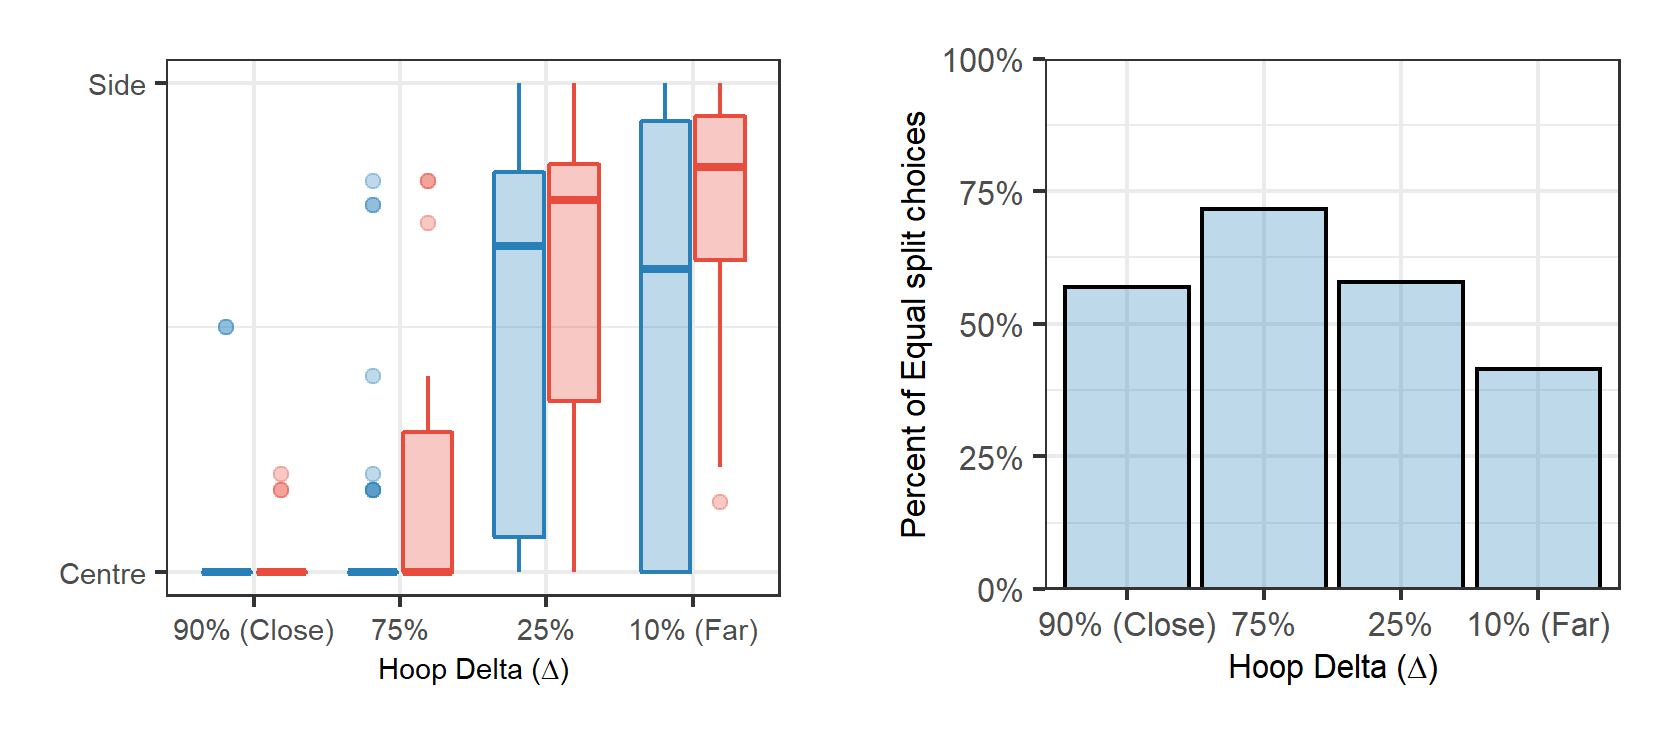 Side
Centre
90% (Close) 75% 25% 10% (Far)
Hoop Delta (Δ)
Percent of Equal split choices
100%
75%
50%
25%
0%
90% (Close) 75% 25% 10% (Far)
Hoop Delta (Δ)